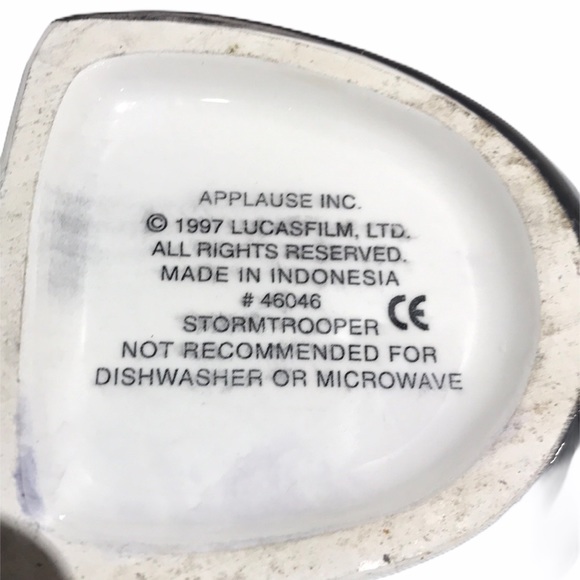 APPLAUSE INC.
© 1997 LUCASFILM, LTD.
ALL RIGHTS RESERVED.
MADE IN INDONESIA
# 46046
STORMTROOPER CE
NOT RECOMMENDED FOR
DISHWASHER OR MICROWAVE